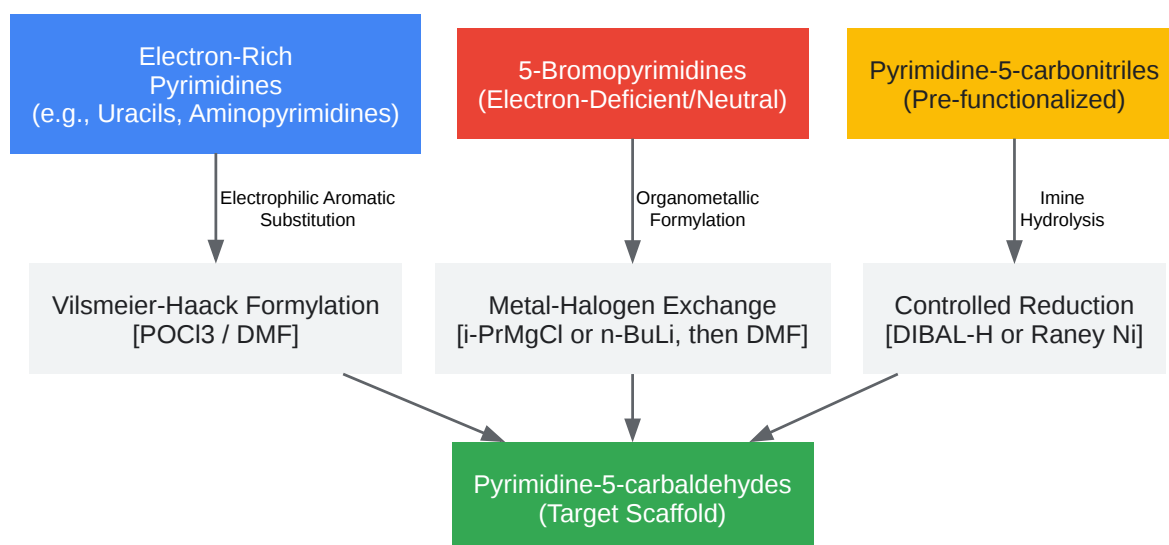 Electron-Rich
Pyrimidines
(e.g., Uracils, Aminopyrimidines)
5-Bromopyrimidines
(Electron-Deficient/Neutral)
Pyrimidine-5-carbonitriles
(Pre-functionalized)
Electrophilic Aromatic
Substitution
Organometallic
Formylation
Imine
Hydrolysis
Vilsmeier-Haack Formylation
[POCl3 / DMF]
Metal-Halogen Exchange
[i-PrMgCl or n-BuLi, then DMF]
Controlled Reduction
[DIBAL-H or Raney Ni]
Pyrimidine-5-carbaldehydes
(Target Scaffold)